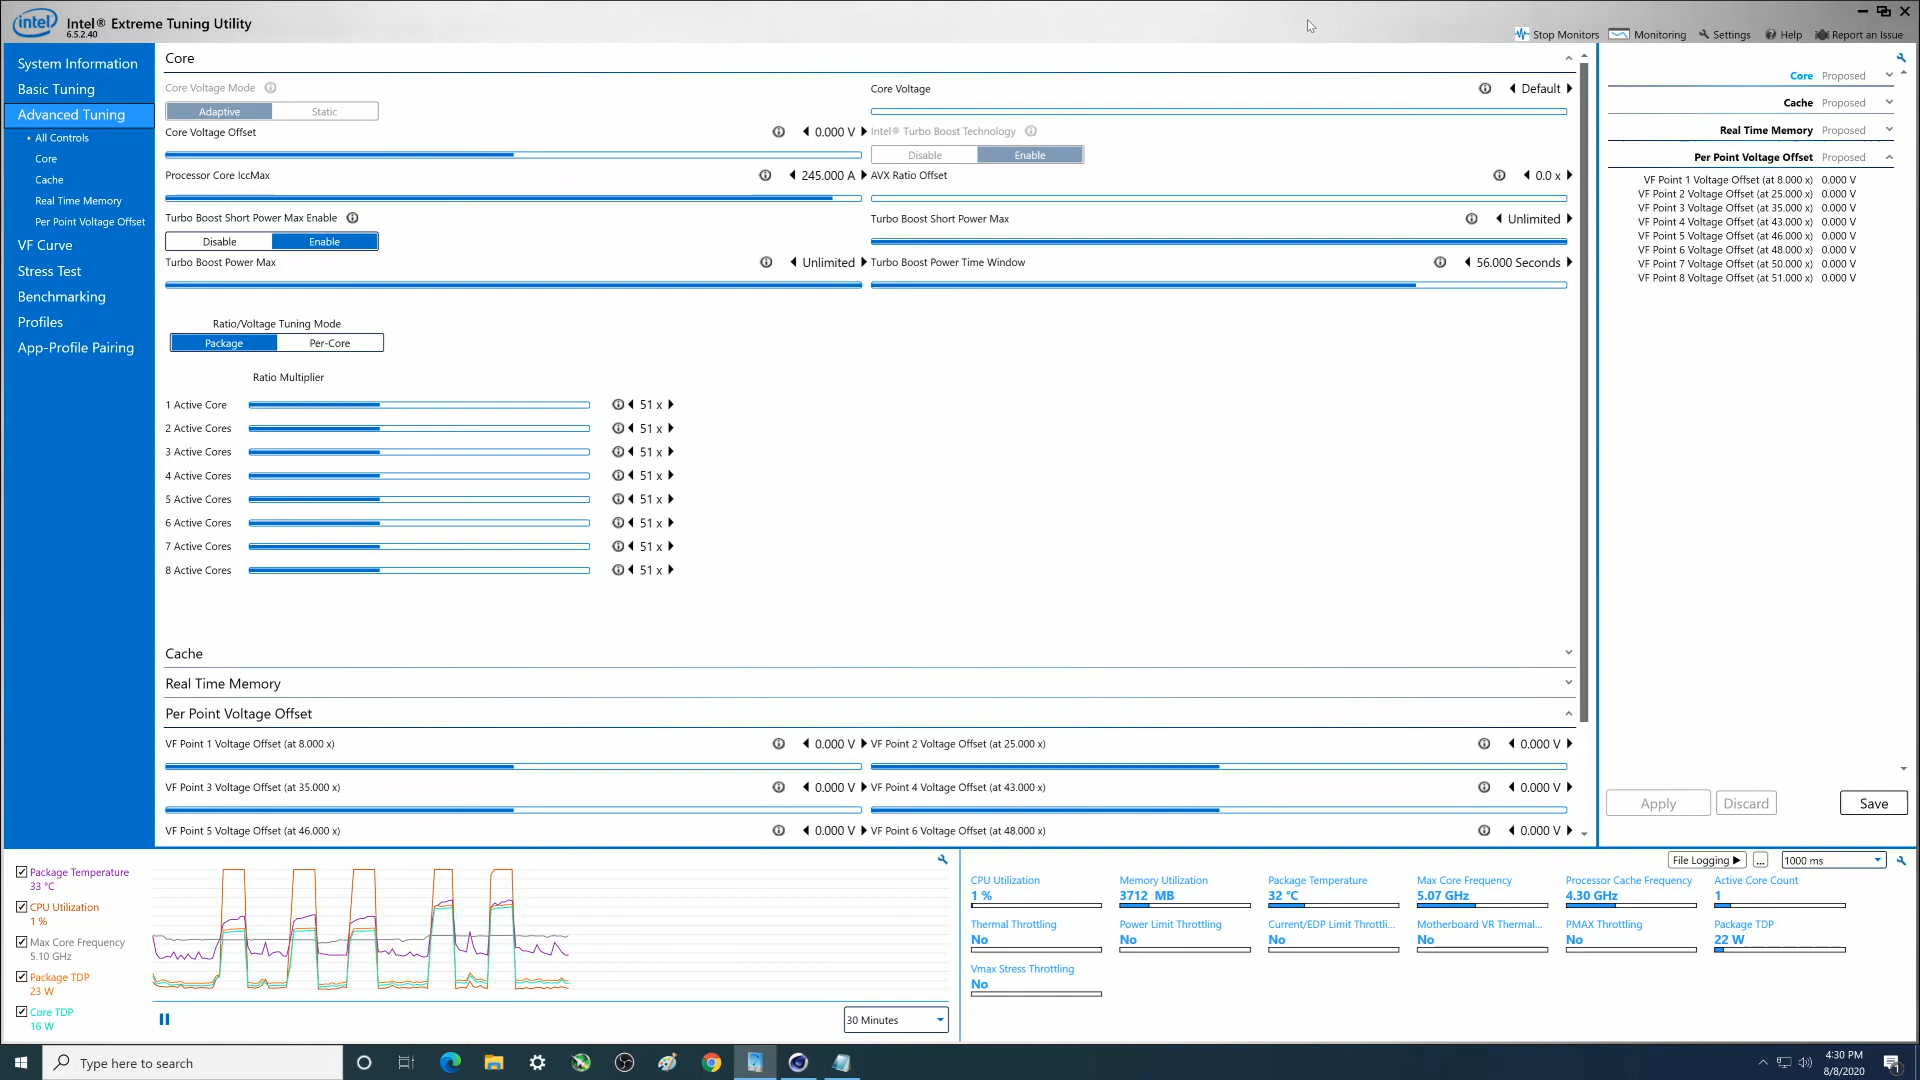 intel
Intel® Extreme Tuning Utility
6.5.2.40
Stop Monitors
Monitoring
Settings
Help
Report an Issue
System Information
Basic Tuning
Advanced Tuning
• All Controls
Core
Cache
Real Time Memory
Per Point Voltage Offset
VF Curve
Stress Test
Benchmarking
Profiles
App-Profile Pairing
Core
Core Voltage Mode
Adaptive
Static
Core Voltage
Default
Core Voltage Offset
0.000 V
Intel® Turbo Boost Technology
Disable
Enable
Processor Core IccMax
245.000 A
AVX Ratio Offset
0.0 x
Turbo Boost Short Power Max Enable
Disable
Enable
Turbo Boost Short Power Max
Unlimited
Turbo Boost Power Max
Unlimited
Turbo Boost Power Time Window
56.000 Seconds
Ratio/Voltage Tuning Mode
Package
Per-Core
Ratio Multiplier
1 Active Core 51 x
2 Active Cores 51 x
3 Active Cores 51 x
4 Active Cores 51 x
5 Active Cores 51 x
6 Active Cores 51 x
7 Active Cores 51 x
8 Active Cores 51 x
Cache
Real Time Memory
Per Point Voltage Offset
VF Point 1 Voltage Offset (at 8.000 x) 0.000 V
VF Point 2 Voltage Offset (at 25.000 x) 0.000 V
VF Point 3 Voltage Offset (at 35.000 x) 0.000 V
VF Point 4 Voltage Offset (at 43.000 x) 0.000 V
VF Point 5 Voltage Offset (at 46.000 x) 0.000 V
VF Point 6 Voltage Offset (at 48.000 x) 0.000 V
Core Proposed
Cache Proposed
Real Time Memory Proposed
Per Point Voltage Offset Proposed
VF Point 1 Voltage Offset (at 8.000 x) 0.000 V
VF Point 2 Voltage Offset (at 25.000 x) 0.000 V
VF Point 3 Voltage Offset (at 35.000 x) 0.000 V
VF Point 4 Voltage Offset (at 43.000 x) 0.000 V
VF Point 5 Voltage Offset (at 46.000 x) 0.000 V
VF Point 6 Voltage Offset (at 48.000 x) 0.000 V
VF Point 7 Voltage Offset (at 50.000 x) 0.000 V
VF Point 8 Voltage Offset (at 51.000 x) 0.000 V
Apply
Discard
Save
Package Temperature
33 °C
CPU Utilization
1 %
Max Core Frequency
5.10 GHz
Package TDP
23 W
Core TDP
16 W
30 Minutes
File Logging
...
1000 ms
CPU Utilization
1 %
Memory Utilization
3712 MB
Package Temperature
32 °C
Max Core Frequency
5.07 GHz
Processor Cache Frequency
4.30 GHz
Active Core Count
1
Thermal Throttling
No
Power Limit Throttling
No
Current/EDP Limit Throttli...
No
Motherboard VR Thermal...
No
PMAX Throttling
No
Package TDP
22 W
Vmax Stress Throttling
No
Type here to search
4:30 PM
8/8/2020
1